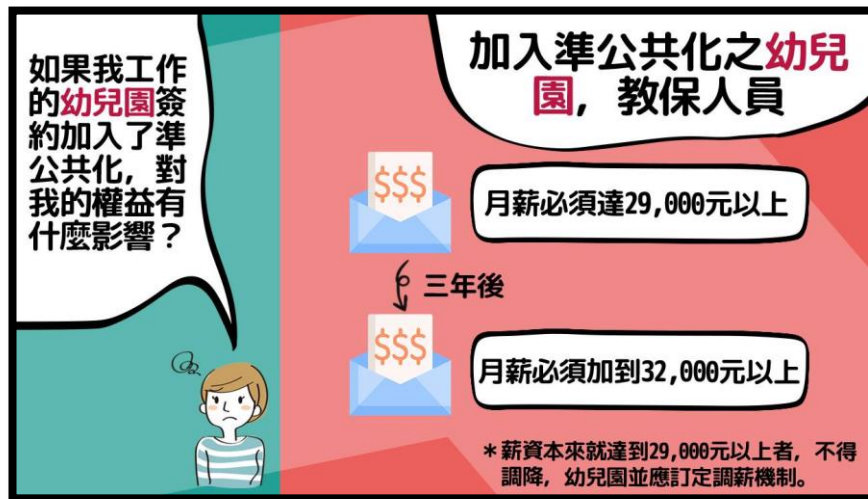 如果我工作
的幼兒園簽
約加入了準
公共化，對
我的權益有
什麼影響？
加入準公共化之幼兒
園，教保人員
$$$
月薪必須達29,000元以上
三年後
$$$
月薪必須加到32,000元以上
＊薪資本來就達到29,000元以上者，不得
調降，幼兒園並應訂定調薪機制。